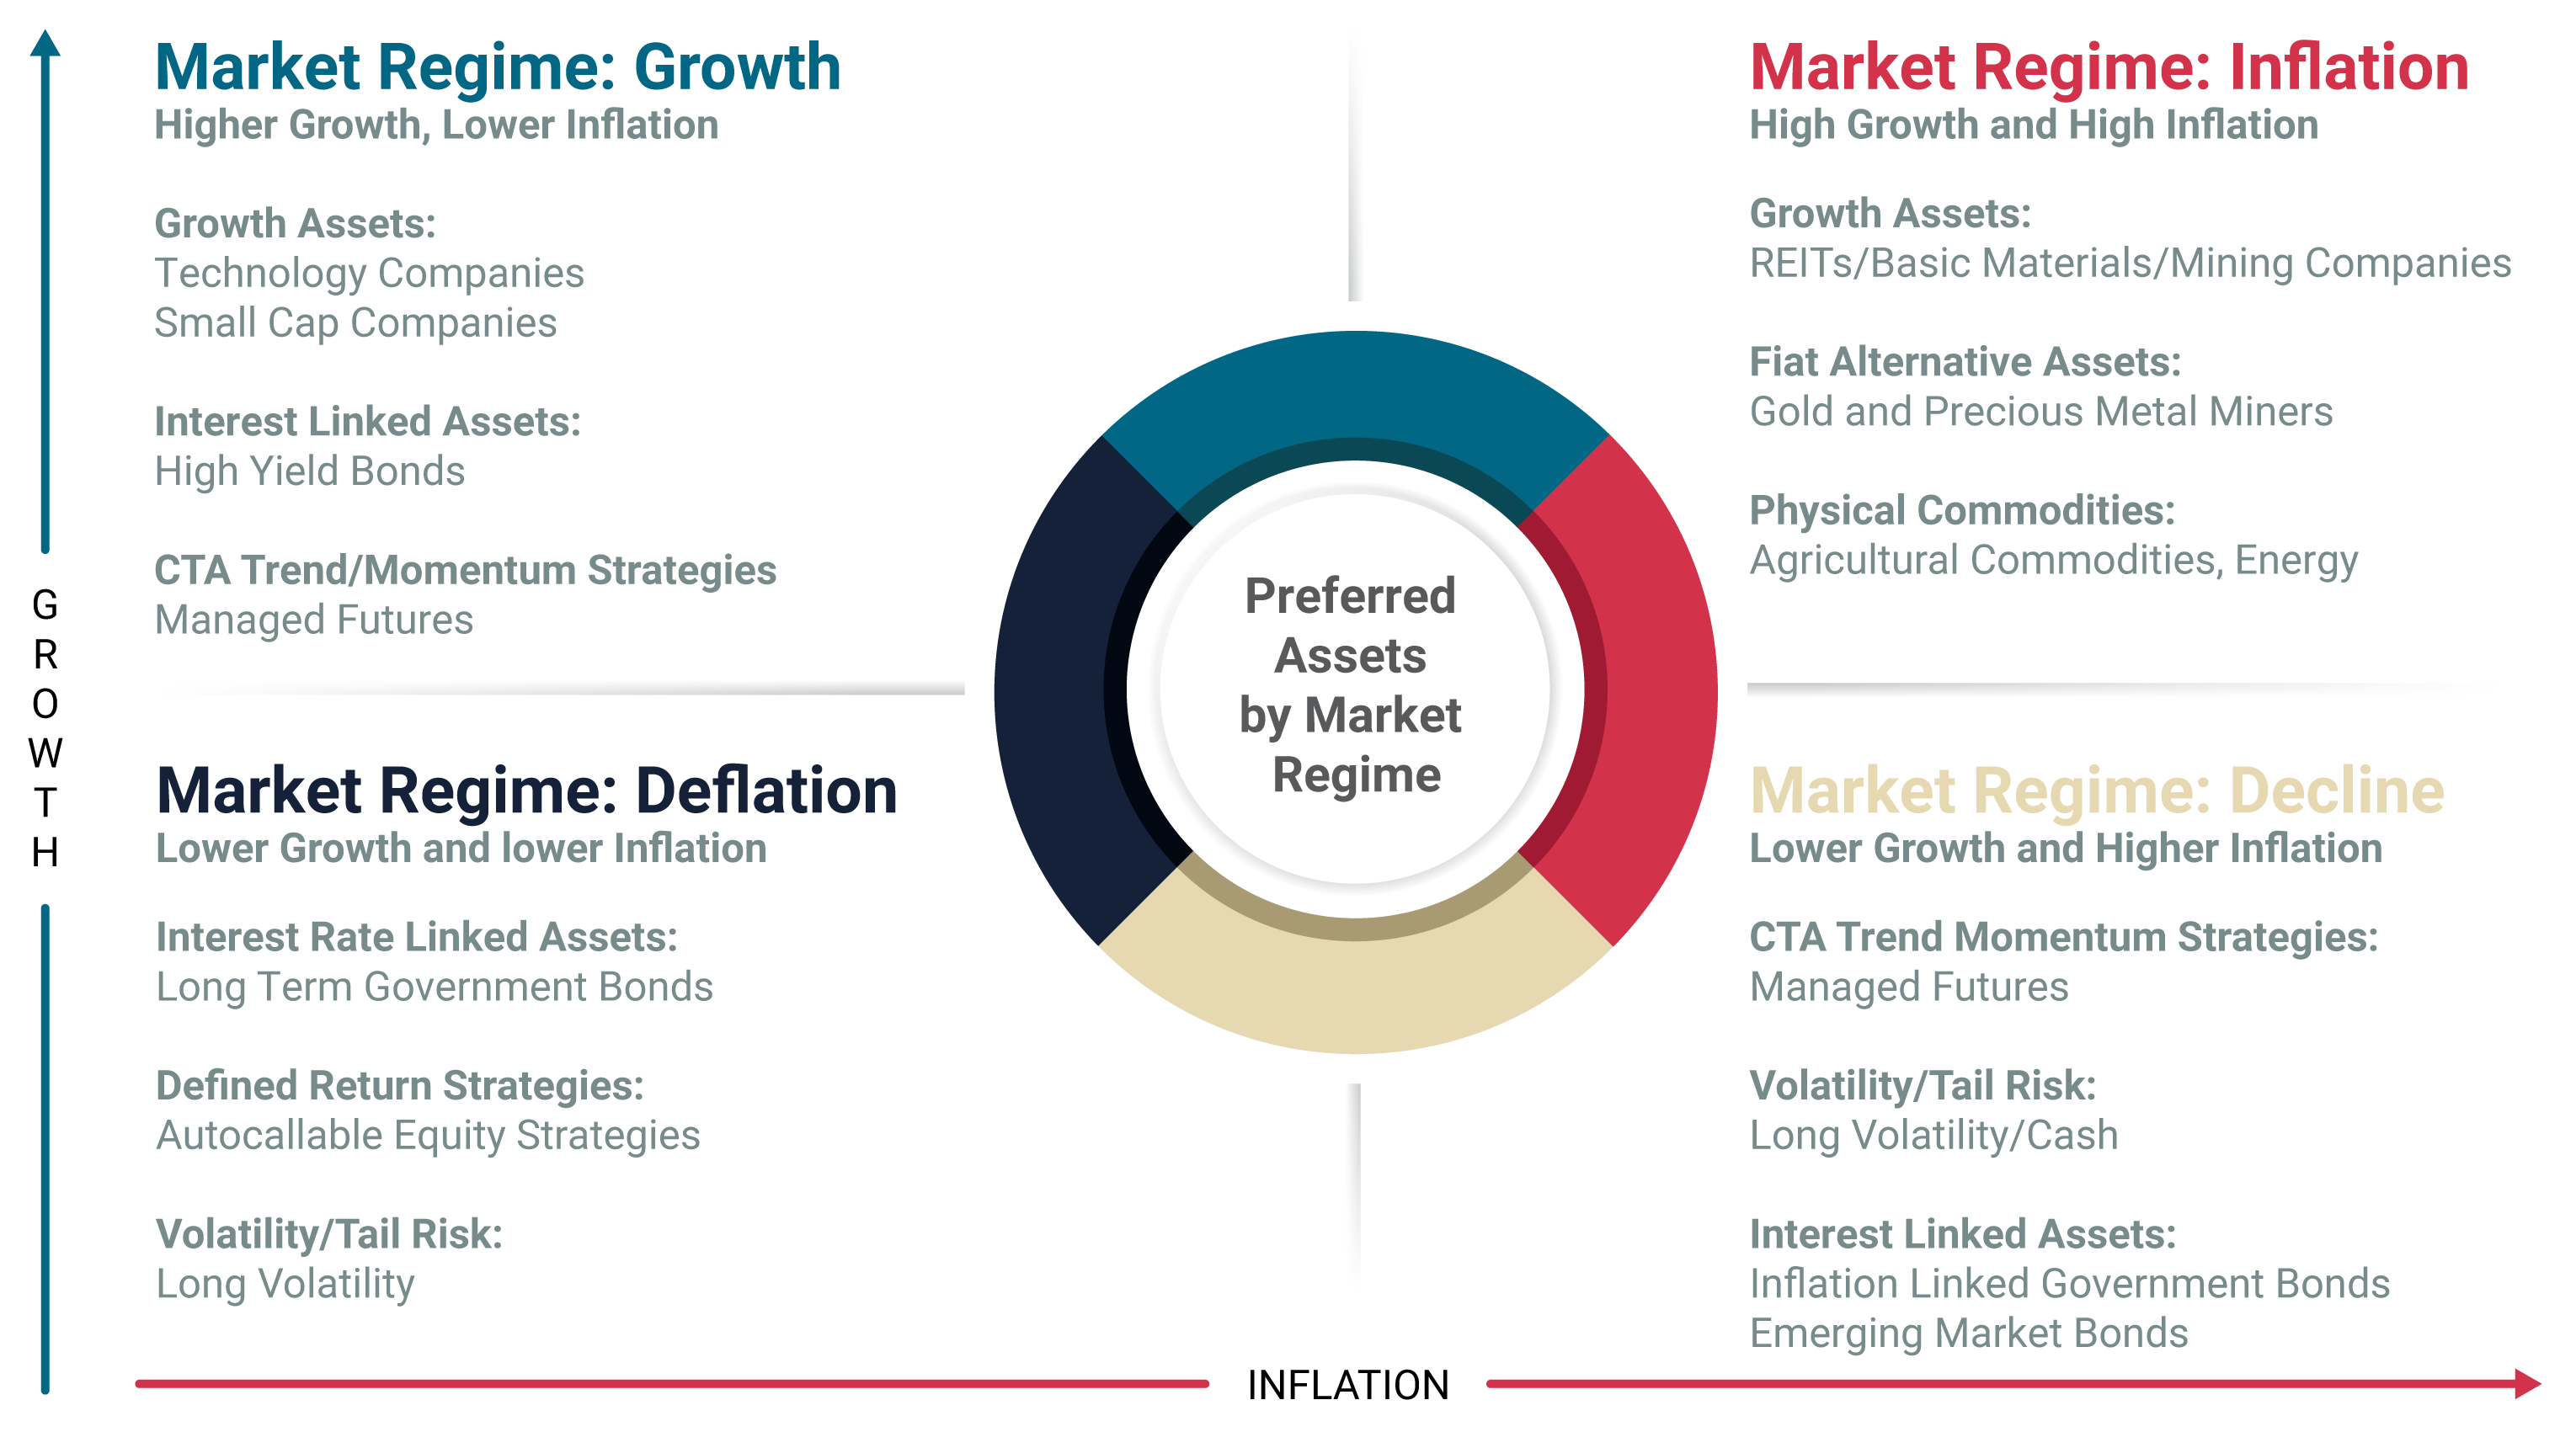 Market Regime: Growth
Higher Growth, Lower Inflation
Growth Assets:
Technology Companies
Small Cap Companies
Interest Linked Assets:
High Yield Bonds
CTA Trend/Momentum Strategies
Managed Futures
Market Regime: Inflation
High Growth and High Inflation
Growth Assets:
REITs/Basic Materials/Mining Companies
Fiat Alternative Assets:
Gold and Precious Metal Miners
Physical Commodities:
Agricultural Commodities, Energy
Preferred
Assets
by Market
Regime
GROWTH
Market Regime: Deflation
Lower Growth and lower Inflation
Interest Rate Linked Assets:
Long Term Government Bonds
Defined Return Strategies:
Autocallable Equity Strategies
Volatility/Tail Risk:
Long Volatility
Market Regime: Decline
Lower Growth and Higher Inflation
CTA Trend Momentum Strategies:
Managed Futures
Volatility/Tail Risk:
Long Volatility/Cash
Interest Linked Assets:
Inflation Linked Government Bonds
Emerging Market Bonds
INFLATION